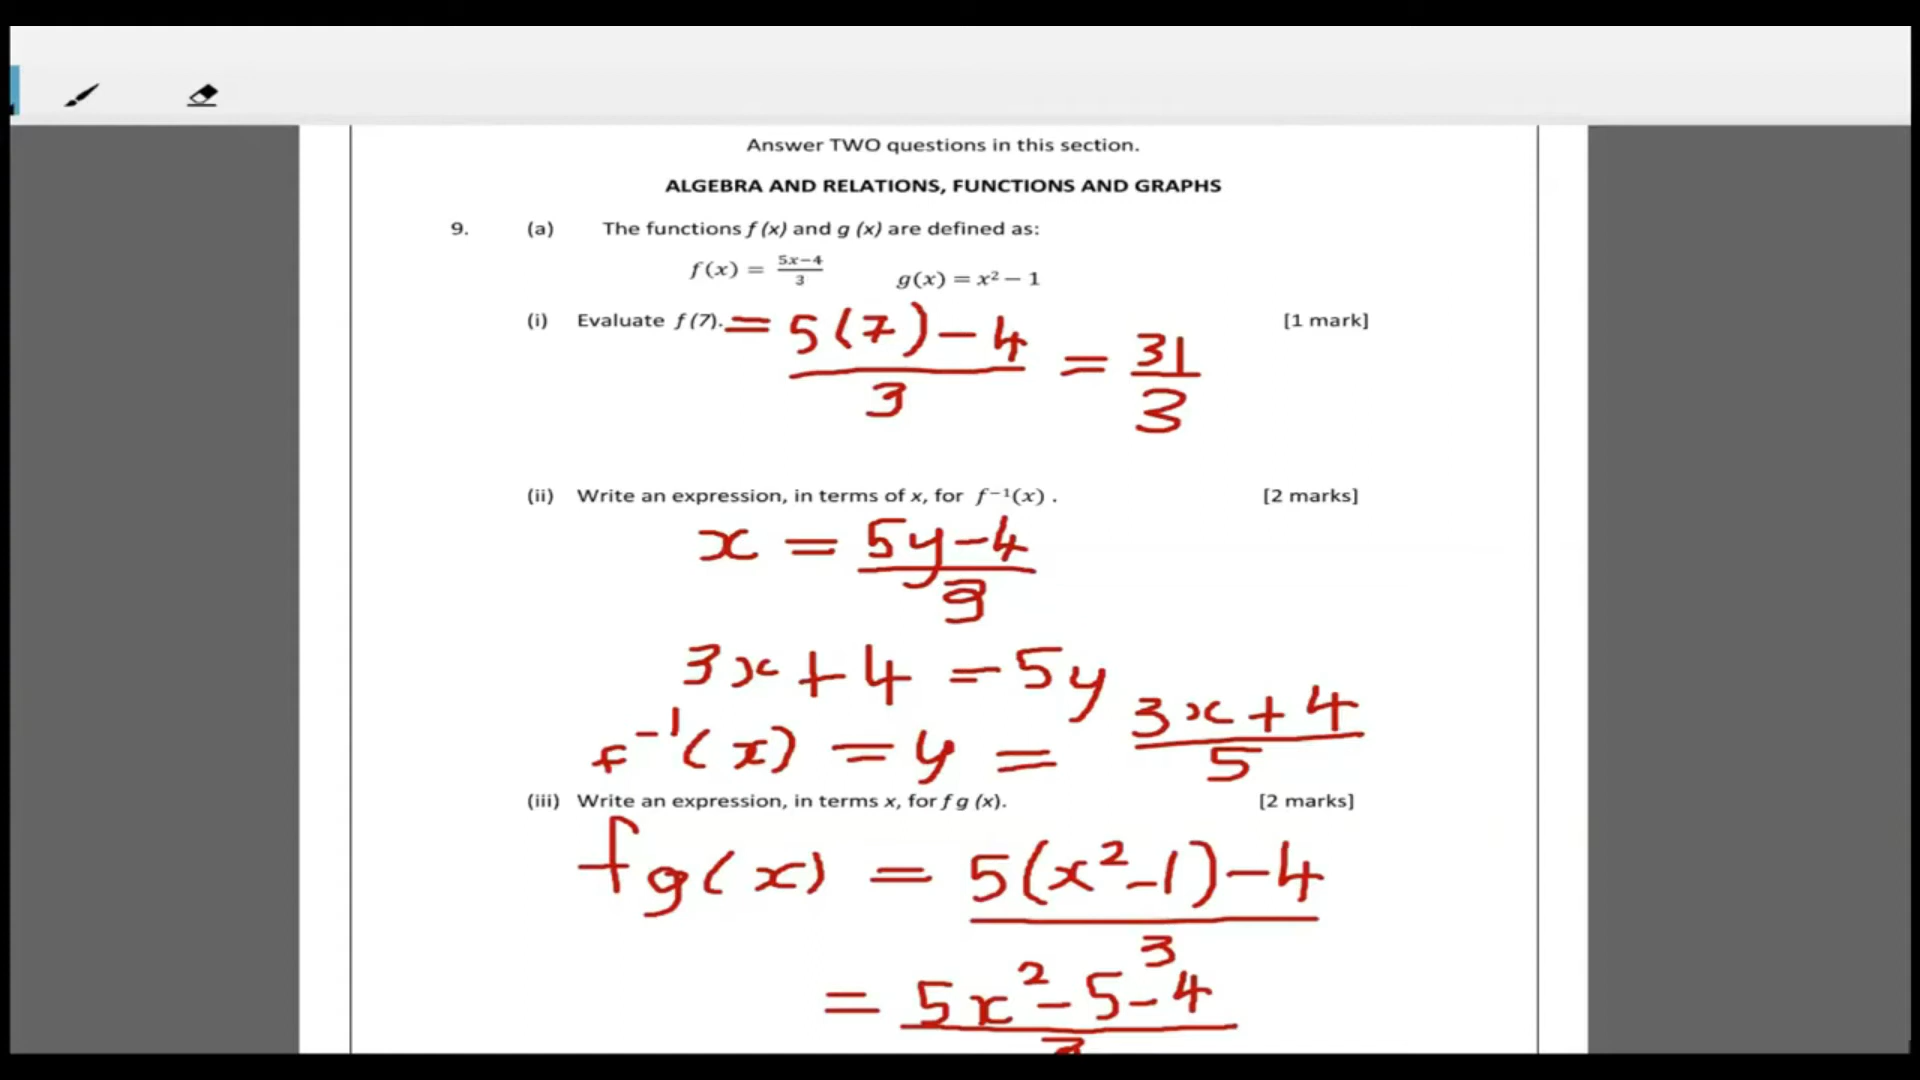 Answer TWO questions in this section.
ALGEBRA AND RELATIONS, FUNCTIONS AND GRAPHS
9. (a) The functions f (x) and g (x) are defined as:
f(x) = 5x−4/3 g(x) = x² − 1
(i) Evaluate f (7). = 5(7) − 4/3 = 31/3 [1 mark]
(ii) Write an expression, in terms of x, for f⁻¹(x) . [2 marks]
x = 5y−4/3
3x + 4 = 5y
f⁻¹(x) = y = 3x + 4/5
(iii) Write an expression, in terms x, for f g (x). [2 marks]
fg(x) = 5(x²−1)−4/3
= 5x²−5−4/3